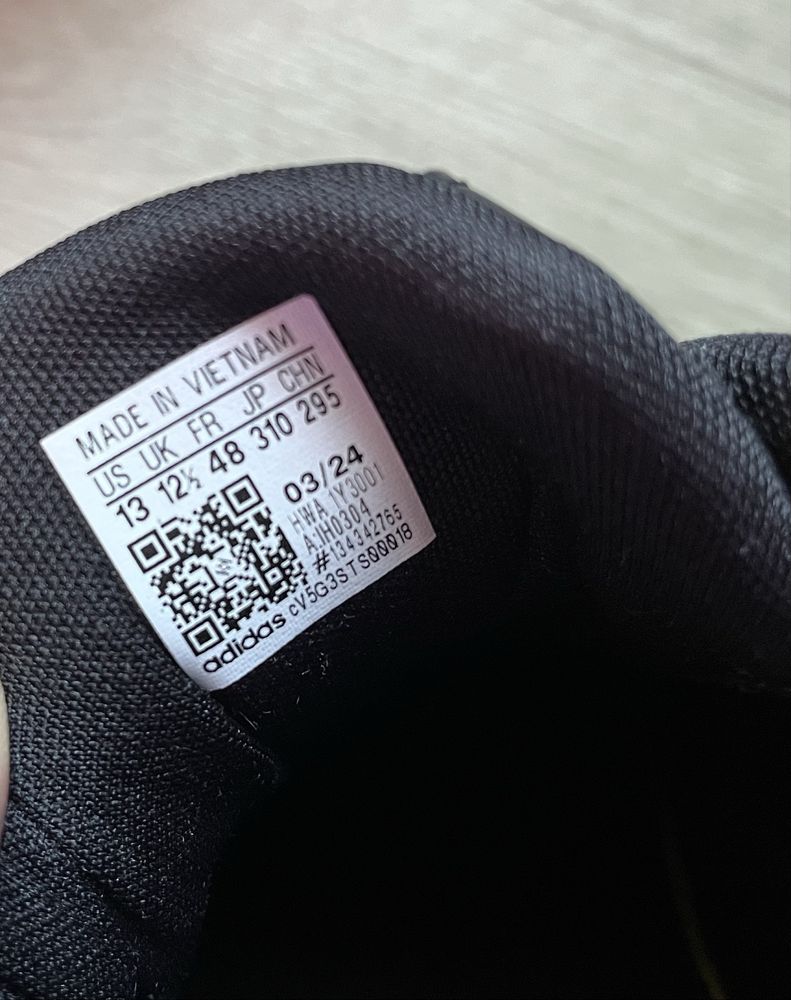 MADE IN VIETNAM
US UK FR JP CHN
13 12½ 48 310 295
03/24
HWA 1Y3001
AJH0304
#134342765
adidas cV5G3STS00018